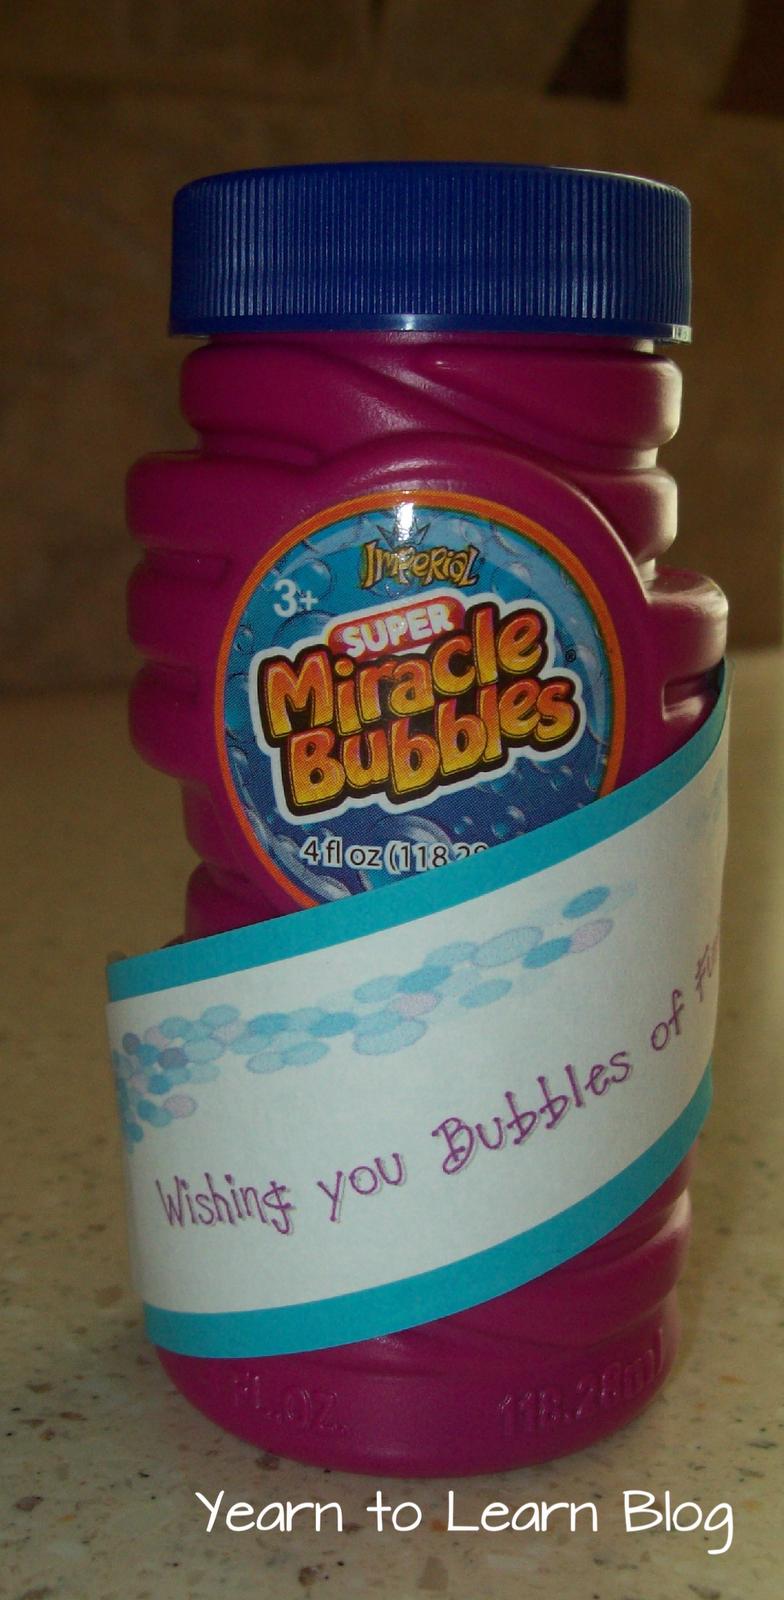 Imperial
3+
SUPER
Miracle
Bubbles®
4 fl oz (118.2
Wishing you Bubbles of
FL. OZ.
118.28ml
Yearn to Learn Blog